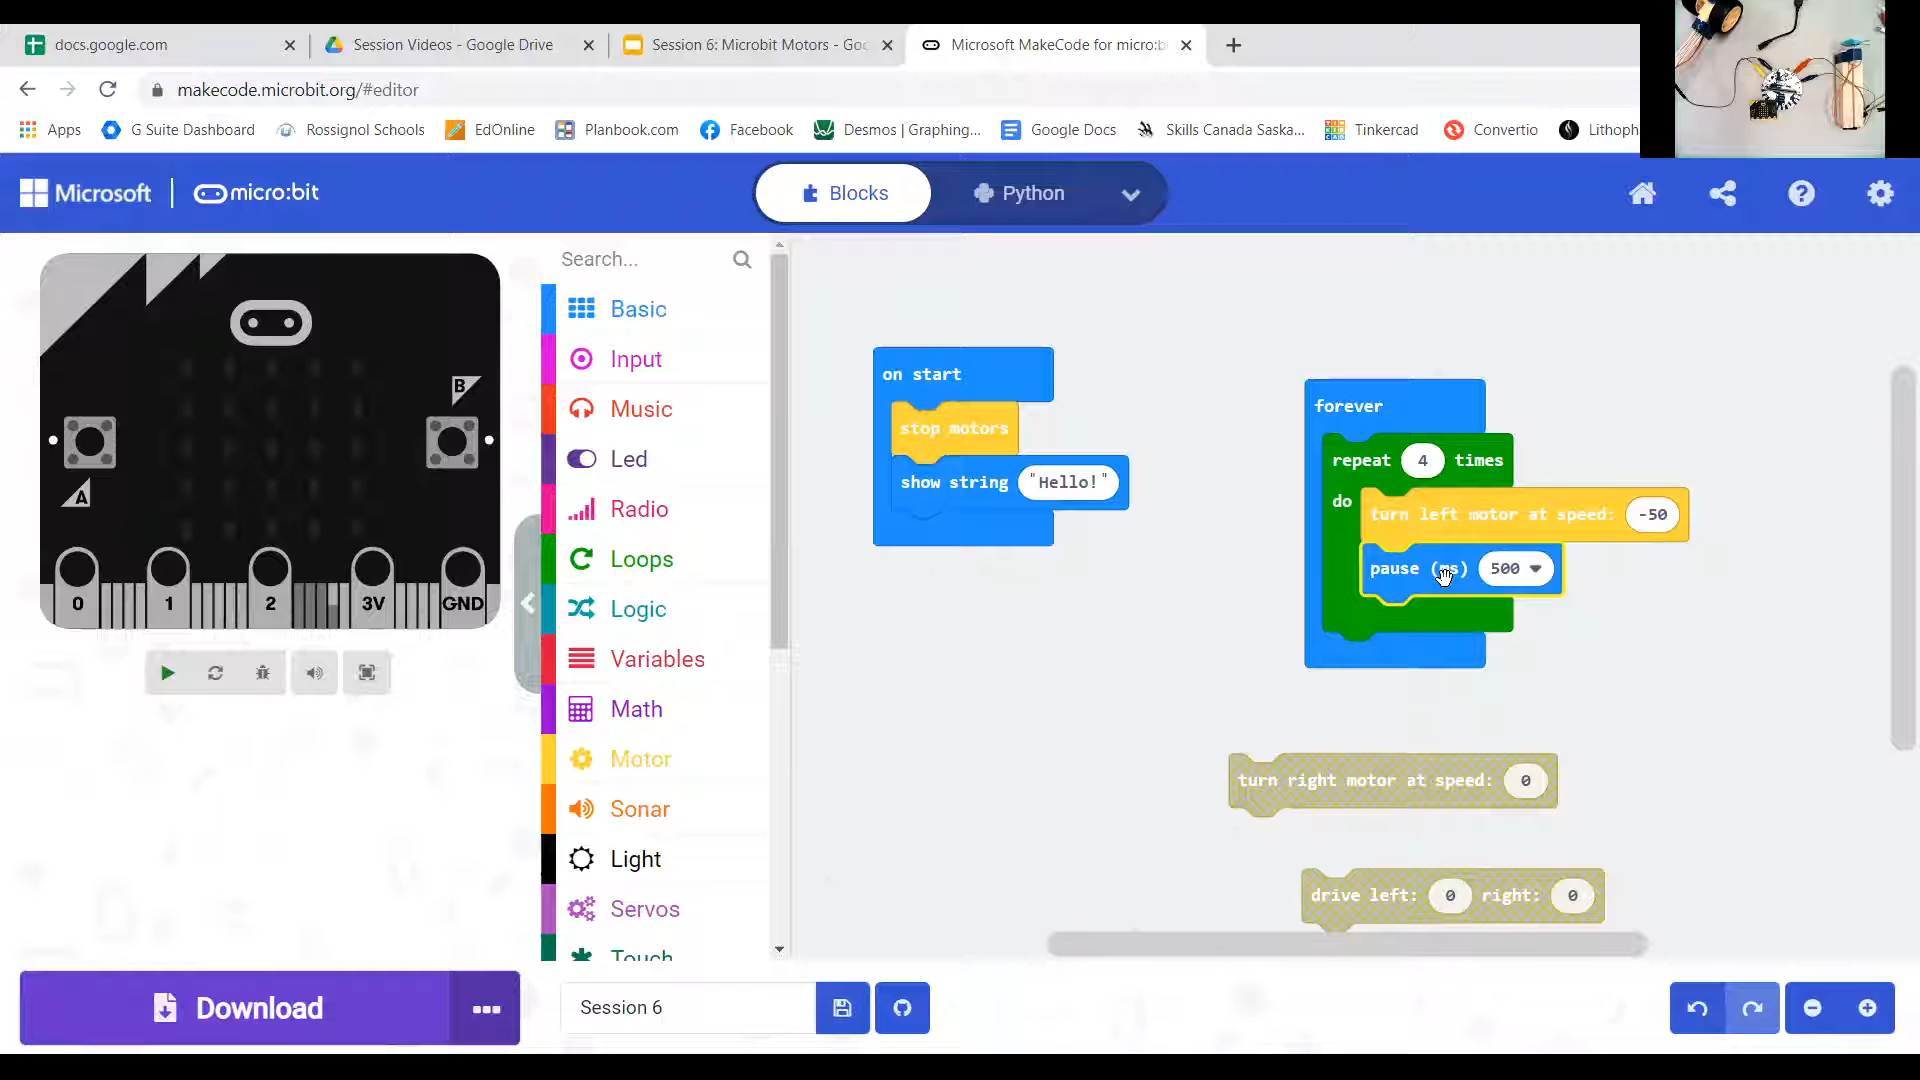 docs.google.com
Session Videos - Google Drive
Session 6: Microbit Motors - Goo
Microsoft MakeCode for micro:b
makecode.microbit.org/#editor
Apps
G Suite Dashboard
Rossignol Schools
EdOnline
Planbook.com
Facebook
Desmos | Graphing,...
Google Docs
Skills Canada Saska...
Tinkercad
Convertio
Lithoph
Microsoft
micro:bit
Blocks
Python
Search...
Basic
Input
Music
Led
Radio
Loops
Logic
Variables
Math
Motor
Sonar
Light
Servos
Touch
A
B
0
1
2
3V
GND
on start
stop motors
show string "Hello!"
forever
repeat 4 times
do
turn left motor at speed: -50
pause (ms) 500
turn right motor at speed: 0
drive left: 0 right: 0
Download
Session 6